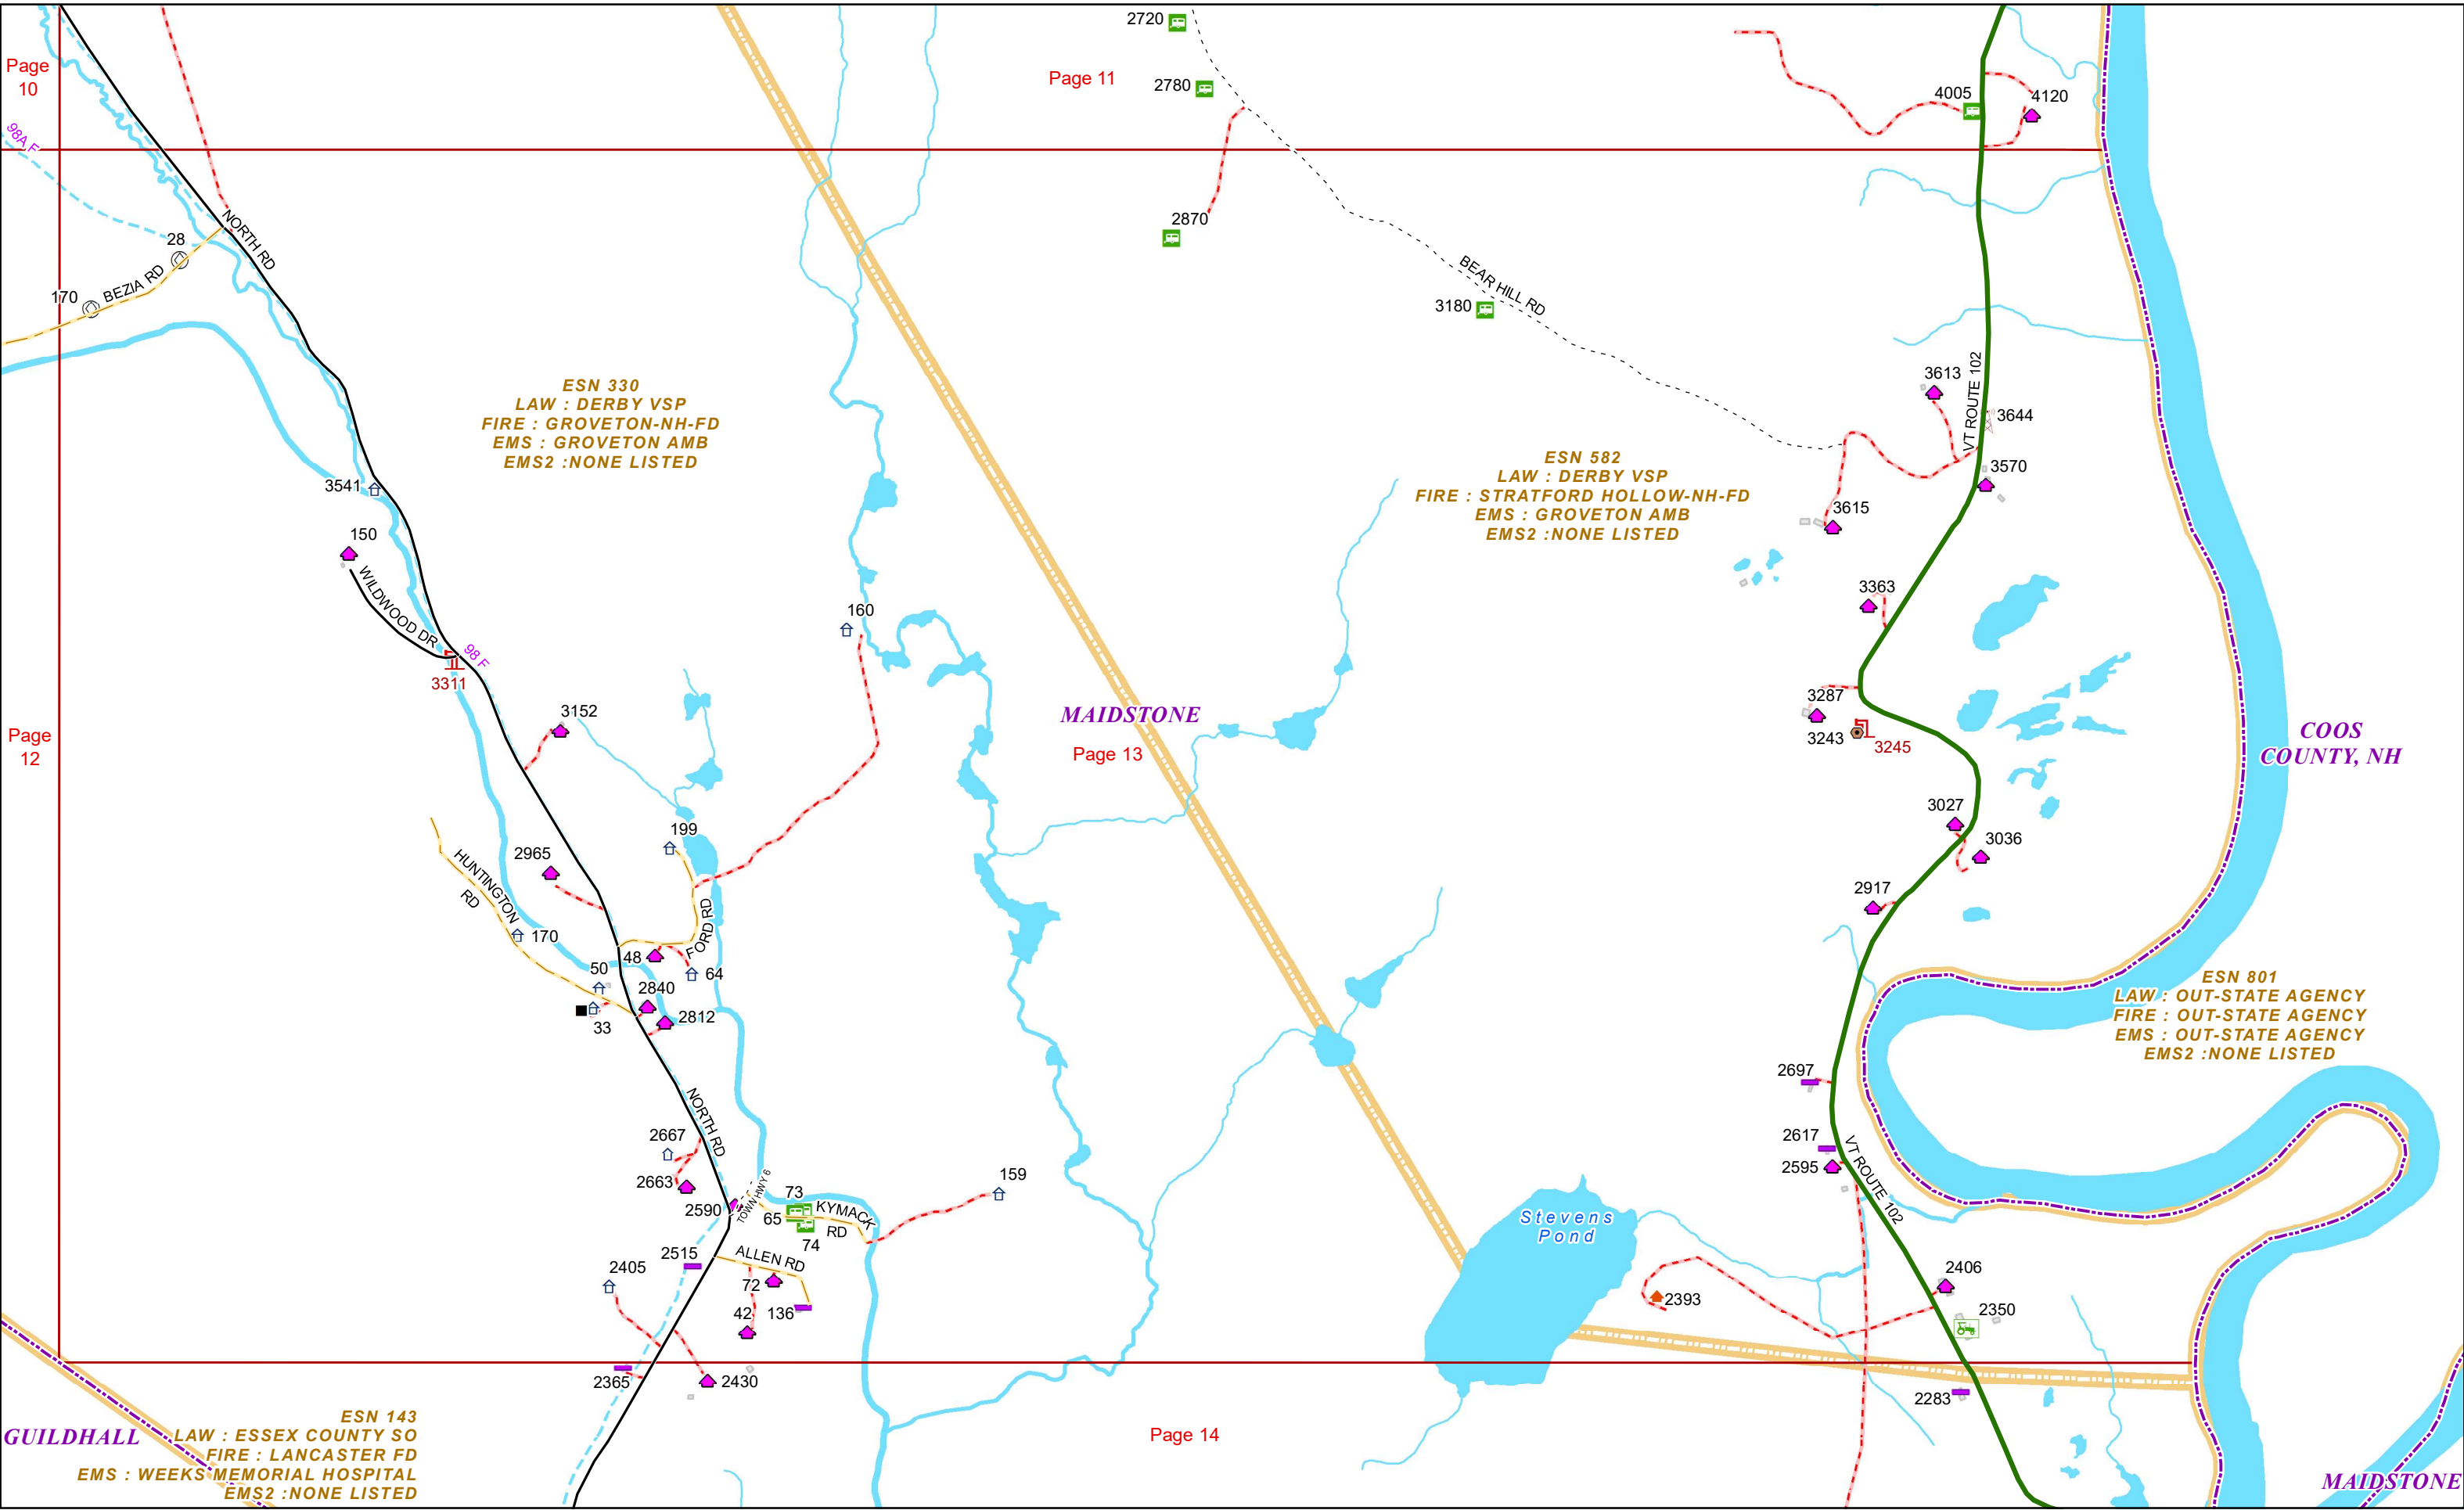 2720
Page
10
Page 11
2780
4005
4120
98A F
NORTH RD
2870
28
170
BEZIA RD
BEAR HILL RD
3180
VT ROUTE 102
3613
3644
ESN 330
LAW : DERBY VSP
FIRE : GROVETON-NH-FD
EMS : GROVETON AMB
EMS2 :NONE LISTED
ESN 582
LAW : DERBY VSP
FIRE : STRATFORD HOLLOW-NH-FD
EMS : GROVETON AMB
EMS2 :NONE LISTED
3570
3541
3615
150
WILDWOOD DR
3363
160
98 F
3311
3287
3152
MAIDSTONE
Page 13
Page
12
3243
3245
COOS
COUNTY, NH
3027
3036
199
2965
HUNTINGTON
RD
2917
FORD RD
170
48
64
50
2840
2812
33
ESN 801
LAW : OUT-STATE AGENCY
FIRE : OUT-STATE AGENCY
EMS : OUT-STATE AGENCY
EMS2 :NONE LISTED
2697
NORTH RD
2667
2663
2617
2595
VT ROUTE 102
159
TOWN HWY 6
73
2590
65
KYMACK
RD
74
Stevens
Pond
2515
ALLEN RD
2405
72
42
136
2406
2393
2350
2365
2430
2283
ESN 143
LAW : ESSEX COUNTY SO
FIRE : LANCASTER FD
EMS : WEEKS MEMORIAL HOSPITAL
EMS2 :NONE LISTED
GUILDHALL
Page 14
MAIDSTONE